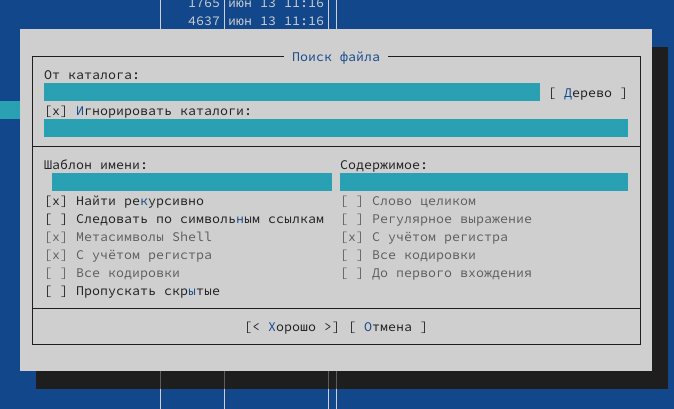 1765 июн 13 11:16
4637 июн 13 11:16
Поиск файла
От каталога:
[ Дерево ]
[x] Игнорировать каталоги:
Шаблон имени: Содержимое:
[x] Найти рекурсивно [ ] Слово целиком
[ ] Следовать по символьным ссылкам [ ] Регулярное выражение
[x] Метасимволы Shell [x] С учётом регистра
[x] С учётом регистра [ ] Все кодировки
[ ] Все кодировки [ ] До первого вхождения
[ ] Пропускать скрытые
[< Хорошо >] [ Отмена ]